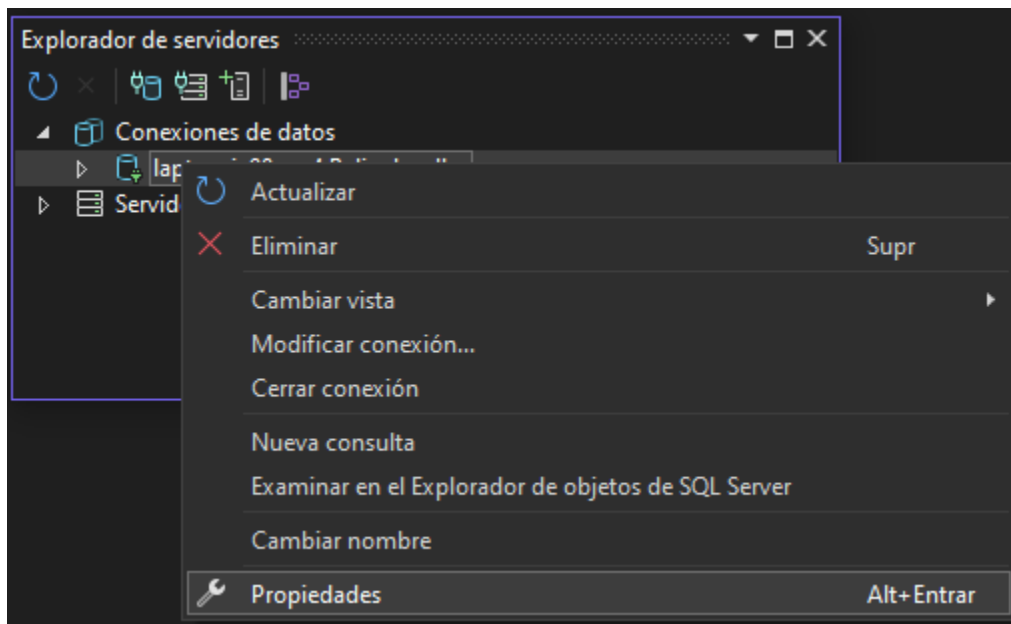 Explorador de servidores
Conexiones de datos
Actualizar
Eliminar Supr
Cambiar vista
Modificar conexión...
Cerrar conexión
Nueva consulta
Examinar en el Explorador de objetos de SQL Server
Cambiar nombre
Propiedades Alt+Entrar